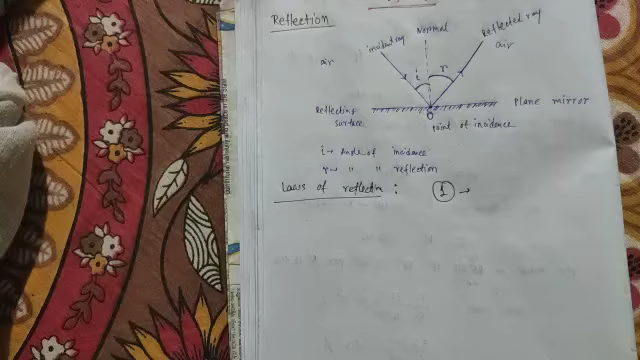 Reflection
Normal
incident ray
Reflected ray
air
air
i
r
Reflecting
surface
Plane mirror
O
point of incidence
i → Angle of incidence
r → " " reflection
Laws of reflection : 1 →